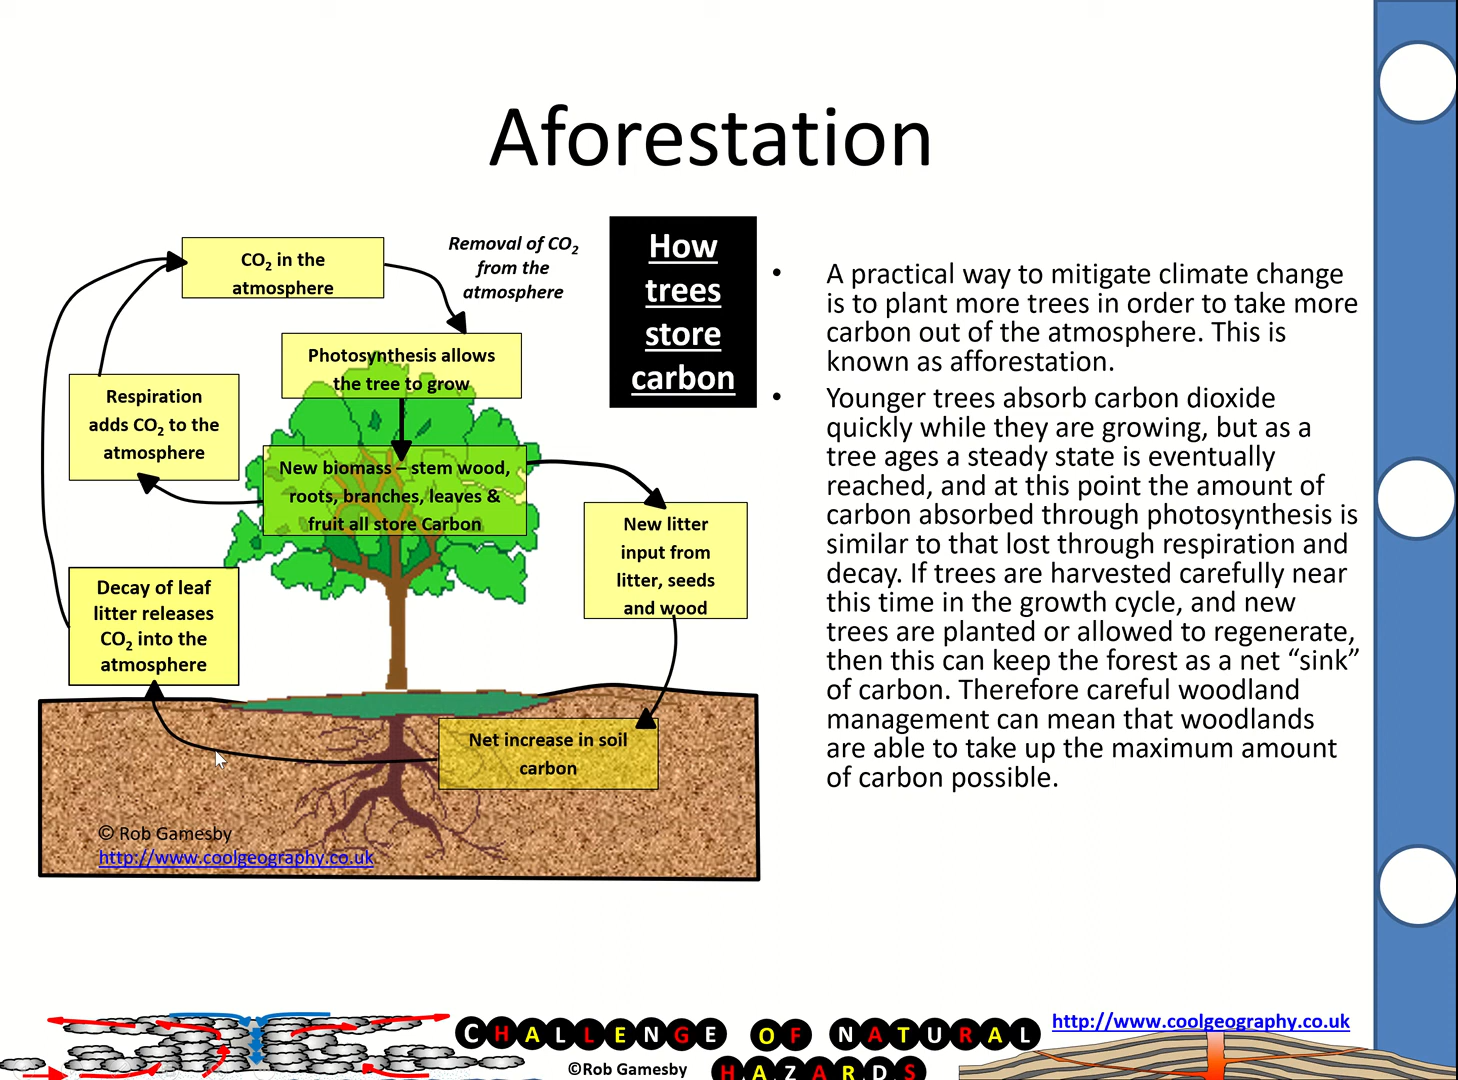 Aforestation
CO2 in the
atmosphere
Removal of CO2
from the
atmosphere
How
trees
store
carbon
Photosynthesis allows
the tree to grow
Respiration
adds CO2 to the
atmosphere
New biomass – stem wood,
roots, branches, leaves &
fruit all store Carbon
New litter
input from
litter, seeds
and wood
Decay of leaf
litter releases
CO2 into the
atmosphere
Net increase in soil
carbon
© Rob Gamesby
http://www.coolgeography.co.uk
• A practical way to mitigate climate change
is to plant more trees in order to take more
carbon out of the atmosphere. This is
known as afforestation.
• Younger trees absorb carbon dioxide
quickly while they are growing, but as a
tree ages a steady state is eventually
reached, and at this point the amount of
carbon absorbed through photosynthesis is
similar to that lost through respiration and
decay. If trees are harvested carefully near
this time in the growth cycle, and new
trees are planted or allowed to regenerate,
then this can keep the forest as a net “sink”
of carbon. Therefore careful woodland
management can mean that woodlands
are able to take up the maximum amount
of carbon possible.
CHALLENGE OF NATURAL
HAZARDS
©Rob Gamesby
http://www.coolgeography.co.uk